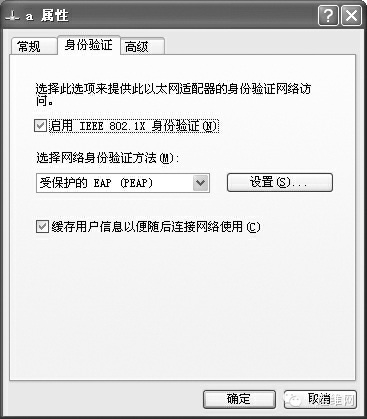 a 属性
常规 身份验证 高级
选择此选项来提供此以太网适配器的身份验证网络访
问。
启用 IEEE 802.1X 身份验证(N)
选择网络身份验证方法(M):
受保护的 EAP (PEAP)
设置(S)...
缓存用户信息以便随后连接网络使用(C)
确定
取消
维网